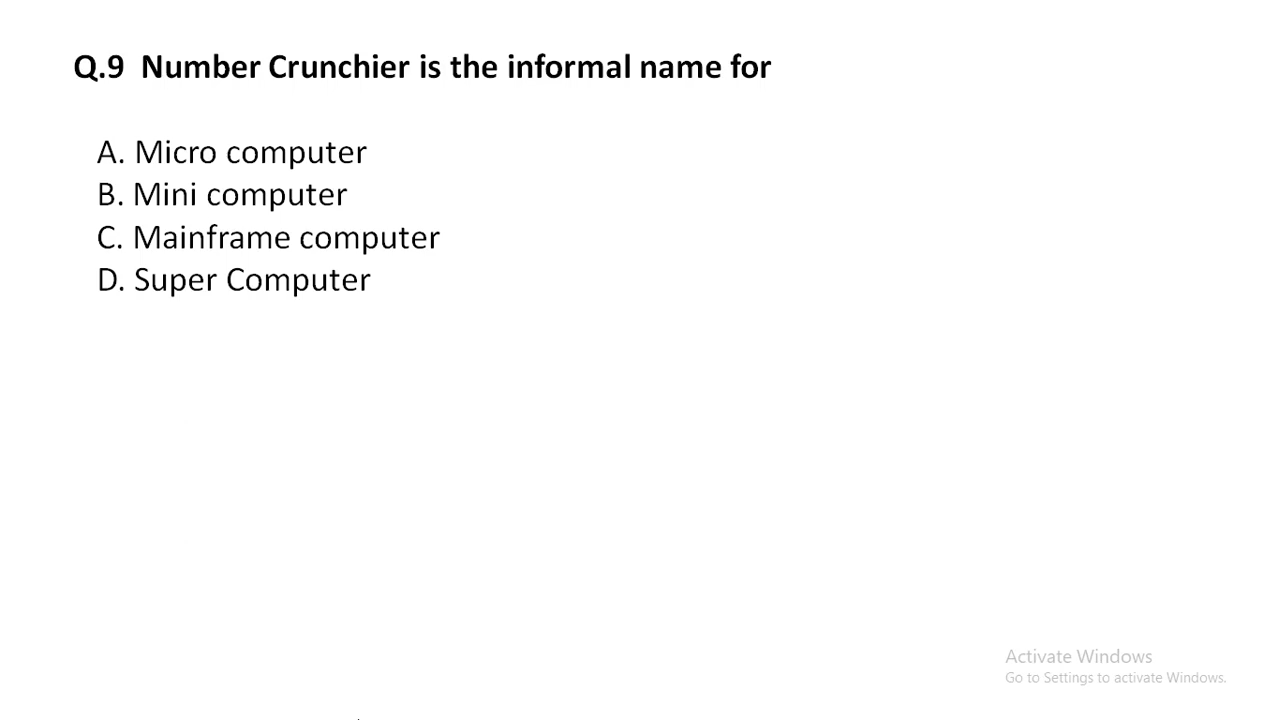 Q.9 Number Crunchier is the informal name for
A. Micro computer
B. Mini computer
C. Mainframe computer
D. Super Computer
Activate Windows
Go to Settings to activate Windows.